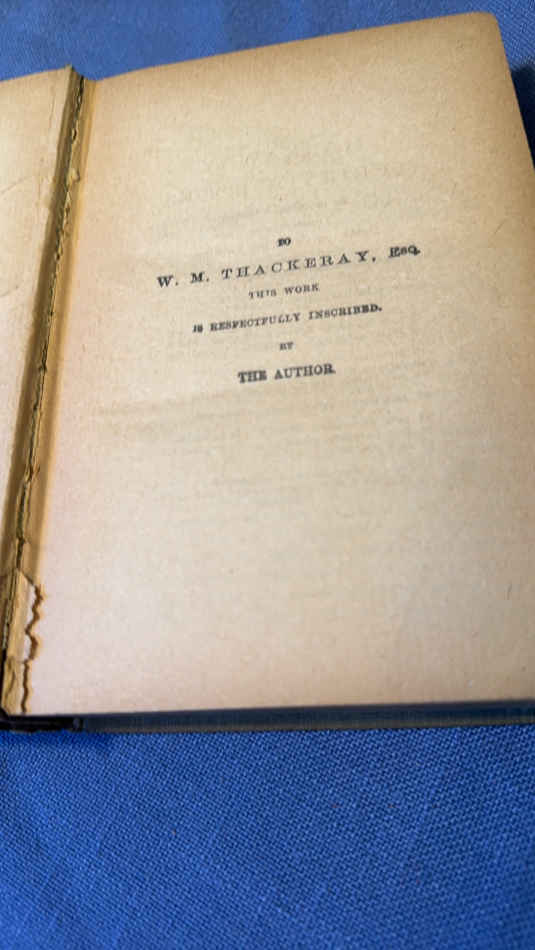 TO
W. M. THACKERAY, ESQ.
THIS WORK
IS RESPECTFULLY INSCRIBED.
BY
THE AUTHOR.